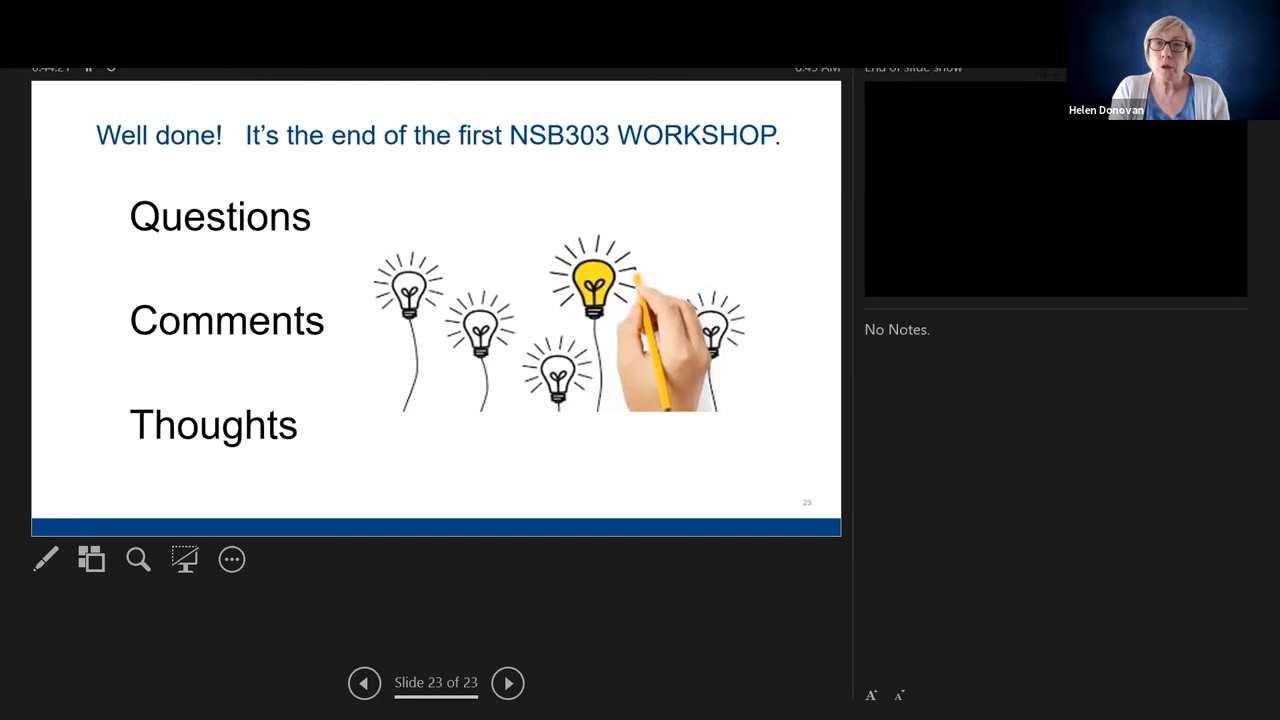 Helen Donovan
Well done! It's the end of the first NSB303 WORKSHOP.
Questions
Comments
Thoughts
23
No Notes.
Slide 23 of 23
A A